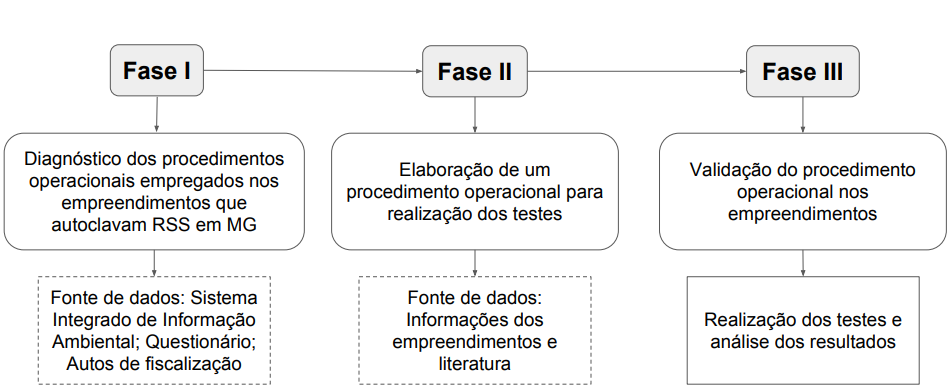 Fase I
Fase II
Fase III
Diagnóstico dos procedimentos
operacionais empregados nos
empreendimentos que
autoclavam RSS em MG
Elaboração de um
procedimento operacional para
realização dos testes
Validação do procedimento
operacional nos
empreendimentos
Fonte de dados: Sistema
Integrado de Informação
Ambiental; Questionário;
Autos de fiscalização
Fonte de dados:
Informações dos
empreendimentos e
literatura
Realização dos testes e
análise dos resultados